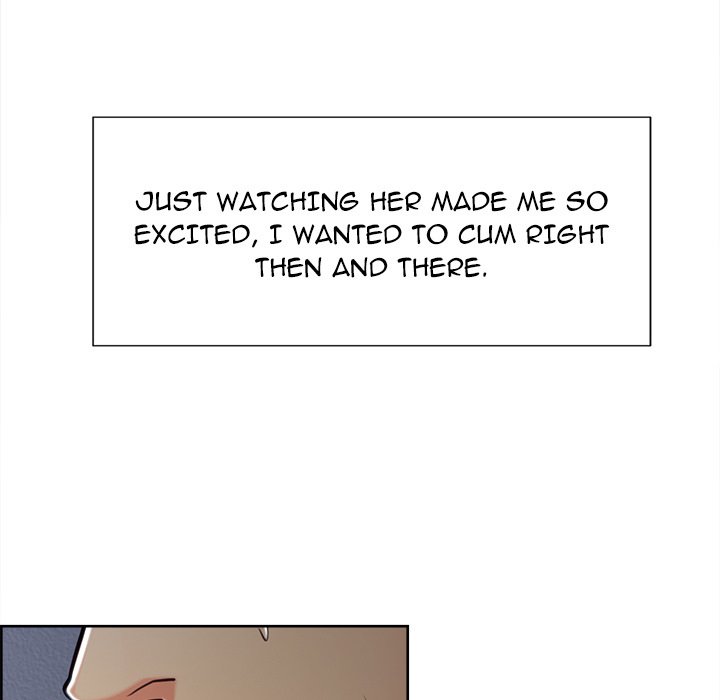 JUST WATCHING HER MADE ME SO
EXCITED, I WANTED TO CUM RIGHT
THEN AND THERE.